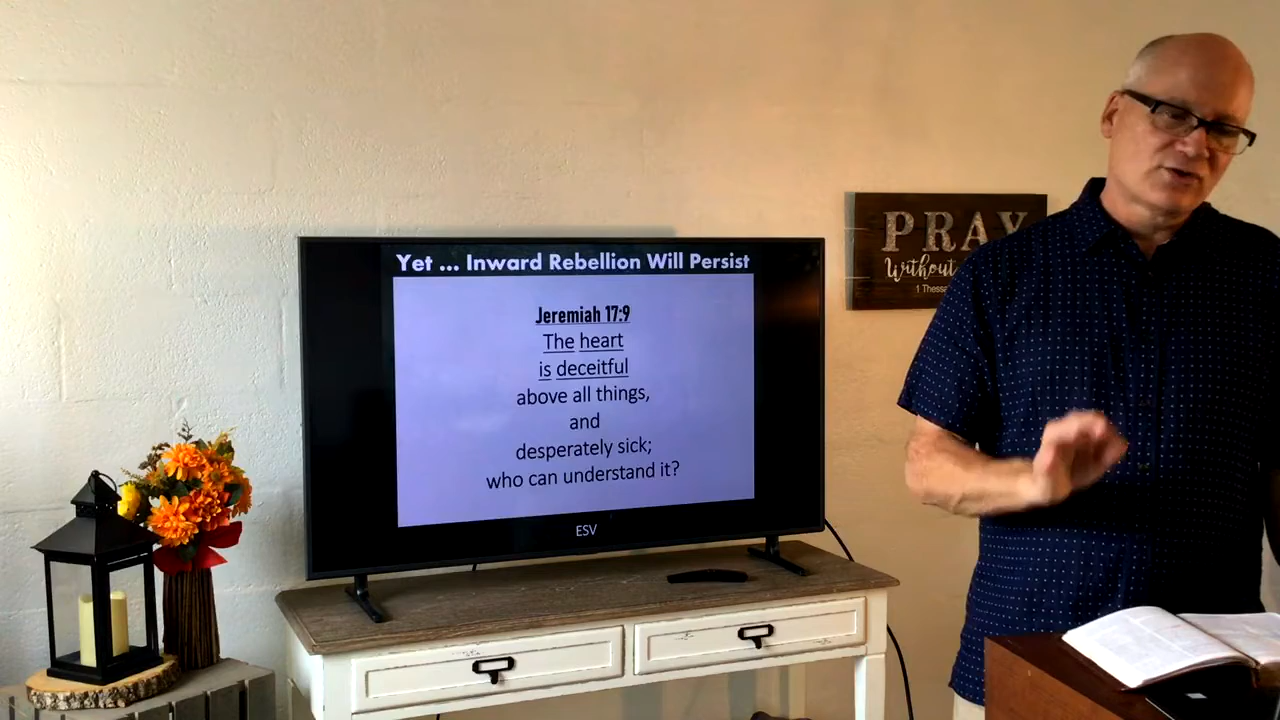 Yet ... Inward Rebellion Will Persist
Jeremiah 17:9
The heart
is deceitful
above all things,
and
desperately sick;
who can understand it?
ESV
PRAY
Without
1